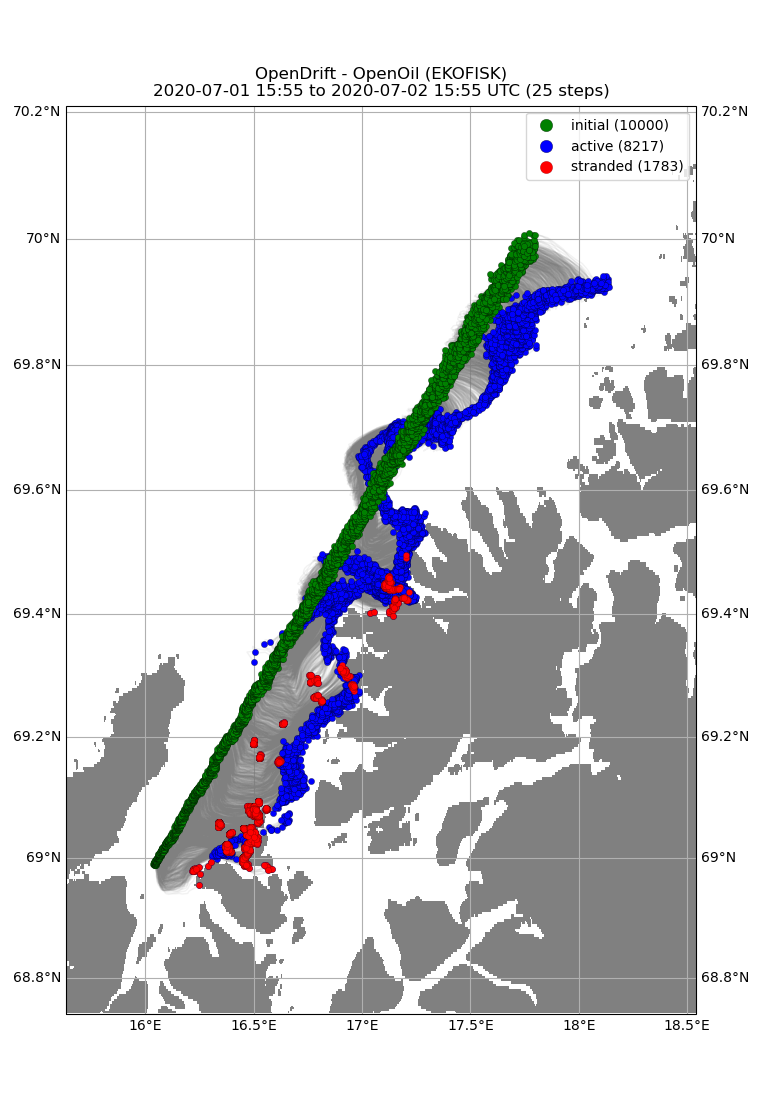 OpenDrift - OpenOil (EKOFISK)
2020-07-01 15:55 to 2020-07-02 15:55 UTC (25 steps)
initial (10000)
active (8217)
stranded (1783)
70.2°N 70.2°N
70°N 70°N
69.8°N 69.8°N
69.6°N 69.6°N
69.4°N 69.4°N
69.2°N 69.2°N
69°N 69°N
68.8°N 68.8°N
16°E 16.5°E 17°E 17.5°E 18°E 18.5°E